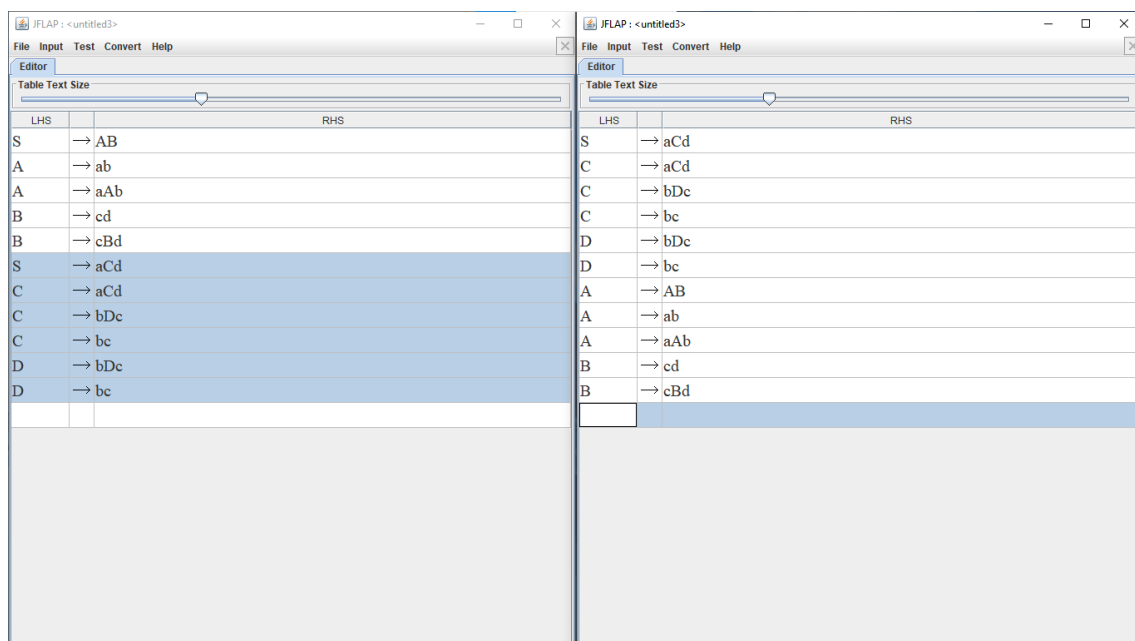 JFLAP : <untitled3>
File Input Test Convert Help
Editor
Table Text Size
LHS RHS
S → AB
A → ab
A → aAb
B → cd
B → cBd
S → aCd
C → aCd
C → bDc
C → bc
D → bDc
D → bc
JFLAP : <untitled3>
File Input Test Convert Help
Editor
Table Text Size
LHS RHS
S → aCd
C → aCd
C → bDc
C → bc
D → bDc
D → bc
A → AB
A → ab
A → aAb
B → cd
B → cBd